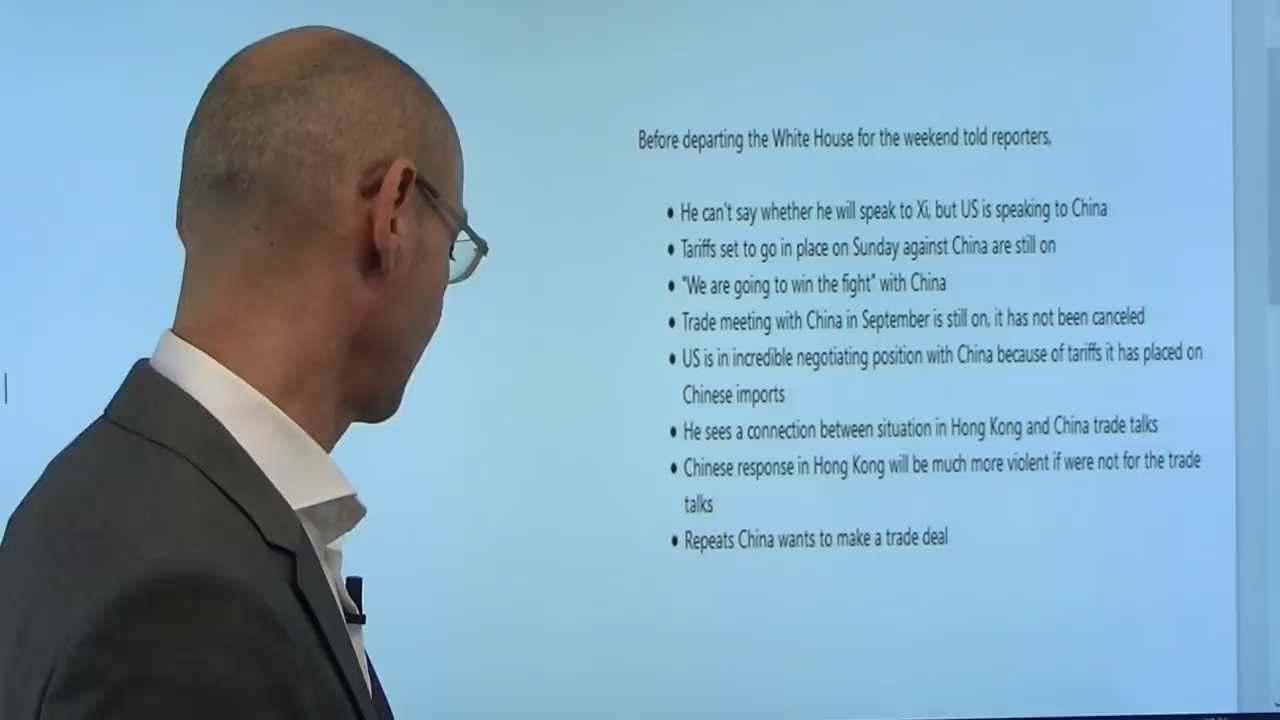 Before departing the White House for the weekend told reporters,
• He can't say whether he will speak to Xi, but US is speaking to China
• Tariffs set to go in place on Sunday against China are still on
• "We are going to win the fight" with China
• Trade meeting with China in September is still on, it has not been canceled
• US is in incredible negotiating position with China because of tariffs it has placed on
Chinese imports
• He sees a connection between situation in Hong Kong and China trade talks
• Chinese response in Hong Kong will be much more violent if were not for the trade
talks
• Repeats China wants to make a trade deal